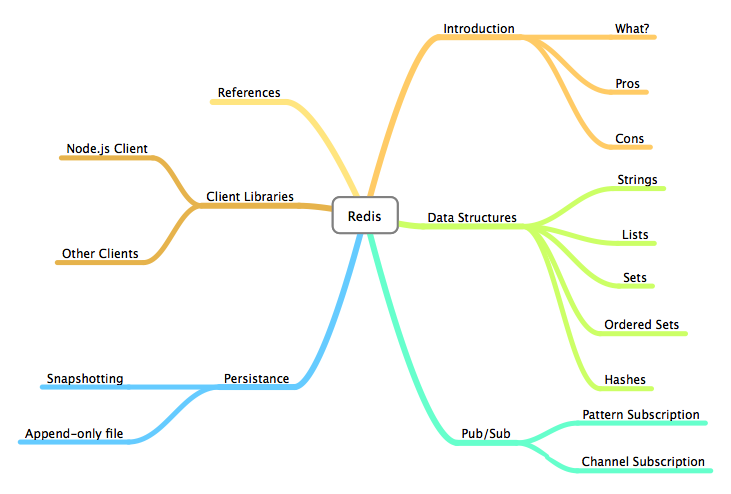 Redis
Introduction
What?
Pros
Cons
Data Structures
Strings
Lists
Sets
Ordered Sets
Hashes
Pub/Sub
Pattern Subscription
Channel Subscription
Persistance
Snapshotting
Append-only file
Client Libraries
Node.js Client
Other Clients
References